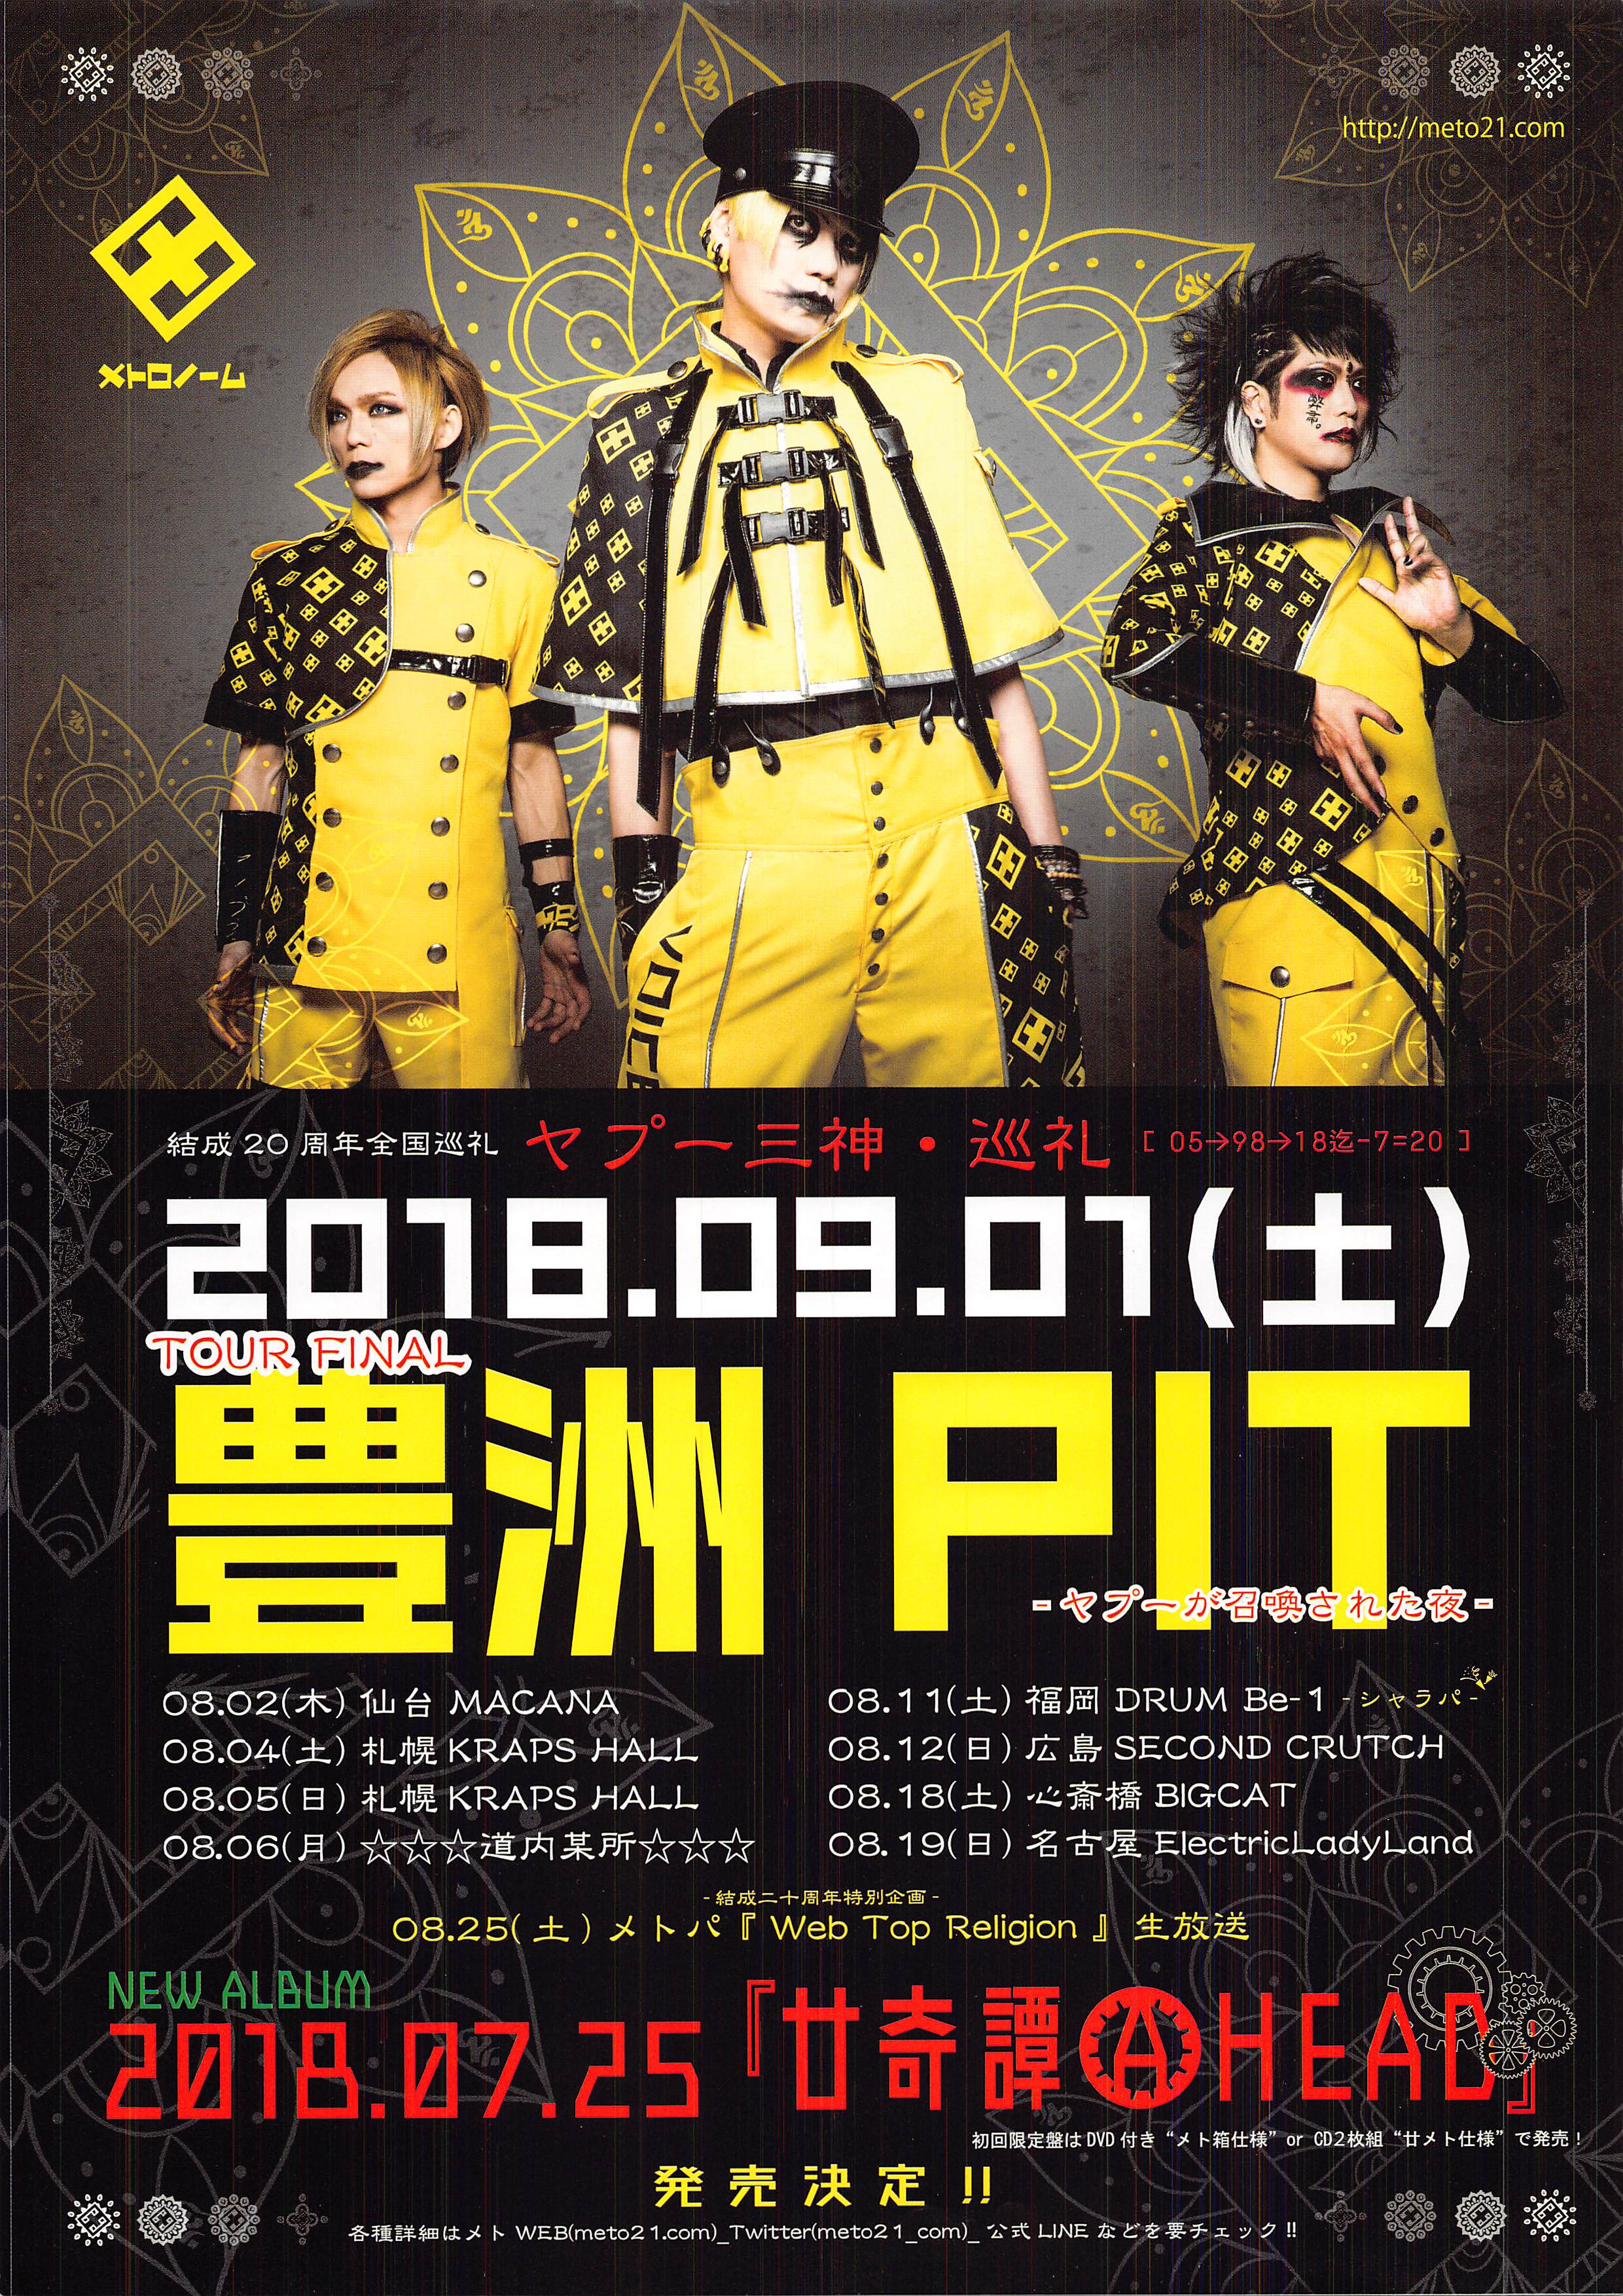 http://meto21.com
メトロノーム
VOICE
結成20周年全国巡礼 ヤプー三神・巡礼 [ 05→98→18迄-7=20 ]
2018.09.01(土)
TOUR FINAL
豊洲 PIT
-ヤプーが召喚された夜-
08.02(木) 仙台 MACANA
08.04(土) 札幌 KRAPS HALL
08.05(日) 札幌 KRAPS HALL
08.06(月) ☆☆☆道内某所☆☆☆
08.11(土) 福岡 DRUM Be-1 -シャラパ-
08.12(日) 広島 SECOND CRUTCH
08.18(土) 心斎橋 BIGCAT
08.19(日) 名古屋 ElectricLadyLand
-結成二十周年特別企画-
08.25(土) メトパ『 Web Top Religion 』 生放送
NEW ALBUM
2018.07.25 『廿奇譚AHEAD』
初回限定盤はDVD付き“メト箱仕様” or CD2枚組“廿メト仕様”で発売！
発売決定!!
各種詳細はメトWEB(meto21.com)_Twitter(meto21_com)_公式LINEなどを要チェック!!